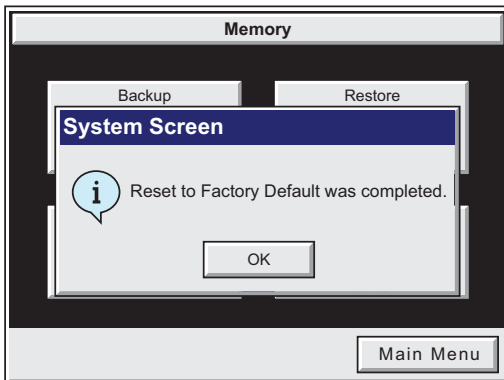 Memory
Backup
Restore
System Screen
i
Reset to Factory Default was completed.
OK
Main Menu